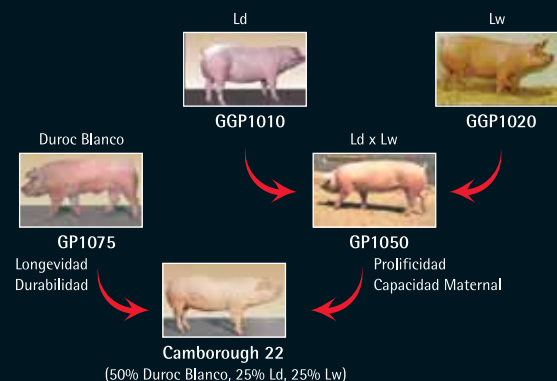 Ld
Lw
GGP1010
GGP1020
Duroc Blanco
Ld x Lw
GP1075
GP1050
Longevidad
Durabilidad
Prolificidad
Capacidad Maternal
Camborough 22
(50% Duroc Blanco, 25% Ld, 25% Lw)